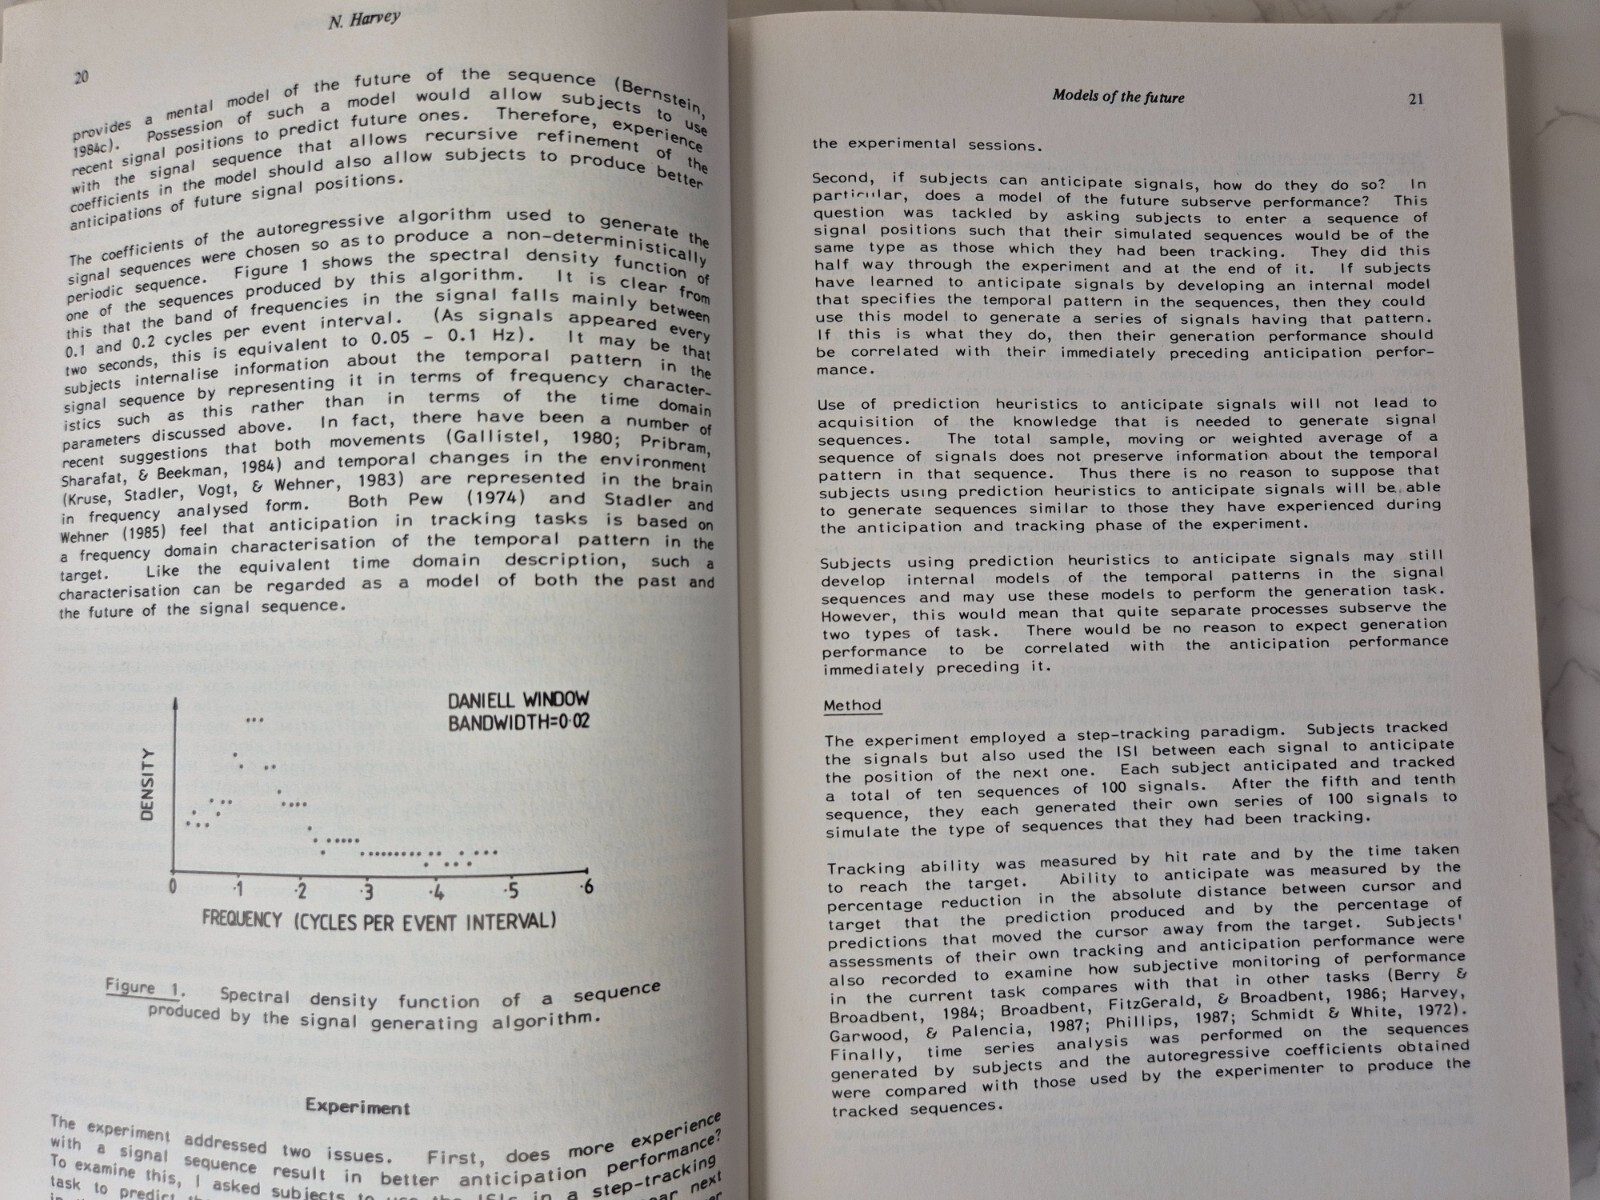 N. Harvey
20
provides a mental model of the future of the sequence (Bernstein,
1984c). Possession of such a model would allow subjects to use
recent signal positions to predict future ones. Therefore, experience
with the signal sequence that allows recursive refinement of the
coefficients in the model should also allow subjects to produce better
anticipations of future signal positions.
The coefficients of the autoregressive algorithm used to generate the
signal sequences were chosen so as to produce a non-deterministically
periodic sequence. Figure 1 shows the spectral density function of
one of the sequences produced by this algorithm. It is clear from
this that the band of frequencies in the signal falls mainly between
0.1 and 0.2 cycles per event interval. (As signals appeared every
two seconds, this is equivalent to 0.05 - 0.1 Hz). It may be that
subjects internalise information about the temporal pattern in the
signal sequence by representing it in terms of frequency character-
istics such as this rather than in terms of the time domain
parameters discussed above. In fact, there have been a number of
recent suggestions that both movements (Gallistel, 1980; Pribram,
Sharafat, & Beekman, 1984) and temporal changes in the environment
(Kruse, Stadler, Vogt, & Wehner, 1983) are represented in the brain
in frequency analysed form. Both Pew (1974) and Stadler and
Wehner (1985) feel that anticipation in tracking tasks is based on
a frequency domain characterisation of the temporal pattern in the
target. Like the equivalent time domain description, such a
characterisation can be regarded as a model of both the past and
the future of the signal sequence.
DANIELL WINDOW
BANDWIDTH=0·02
DENSITY
0 ·1 ·2 ·3 ·4 ·5 ·6
FREQUENCY (CYCLES PER EVENT INTERVAL)
Figure 1. Spectral density function of a sequence
produced by the signal generating algorithm.
Experiment
The experiment addressed two issues. First, does more experience
with a signal sequence result in better anticipation performance?
To examine this, I asked subjects to use the ISIs in a step-tracking
task to predict next
Models of the future
21
the experimental sessions.
Second, if subjects can anticipate signals, how do they do so? In
particular, does a model of the future subserve performance? This
question was tackled by asking subjects to enter a sequence of
signal positions such that their simulated sequences would be of the
same type as those which they had been tracking. They did this
half way through the experiment and at the end of it. If subjects
have learned to anticipate signals by developing an internal model
that specifies the temporal pattern in the sequences, then they could
use this model to generate a series of signals having that pattern.
If this is what they do, then their generation performance should
be correlated with their immediately preceding anticipation perfor-
mance.
Use of prediction heuristics to anticipate signals will not lead to
acquisition of the knowledge that is needed to generate signal
sequences. The total sample, moving or weighted average of a
sequence of signals does not preserve information about the temporal
pattern in that sequence. Thus there is no reason to suppose that
subjects using prediction heuristics to anticipate signals will be able
to generate sequences similar to those they have experienced during
the anticipation and tracking phase of the experiment.
Subjects using prediction heuristics to anticipate signals may still
develop internal models of the temporal patterns in the signal
sequences and may use these models to perform the generation task.
However, this would mean that quite separate processes subserve the
two types of task. There would be no reason to expect generation
performance to be correlated with the anticipation performance
immediately preceding it.
Method
The experiment employed a step-tracking paradigm. Subjects tracked
the signals but also used the ISI between each signal to anticipate
the position of the next one. Each subject anticipated and tracked
a total of ten sequences of 100 signals. After the fifth and tenth
sequence, they each generated their own series of 100 signals to
simulate the type of sequences that they had been tracking.
Tracking ability was measured by hit rate and by the time taken
to reach the target. Ability to anticipate was measured by the
percentage reduction in the absolute distance between cursor and
target that the prediction produced and by the percentage of
predictions that moved the cursor away from the target. Subjects'
assessments of their own tracking and anticipation performance were
also recorded to examine how subjective monitoring of performance
in the current task compares with that in other tasks (Berry &
Broadbent, 1984; Broadbent, FitzGerald, & Broadbent, 1986; Harvey,
Garwood, & Palencia, 1987; Phillips, 1987; Schmidt & White, 1972).
Finally, time series analysis was performed on the sequences
generated by subjects and the autoregressive coefficients obtained
were compared with those used by the experimenter to produce the
tracked sequences.